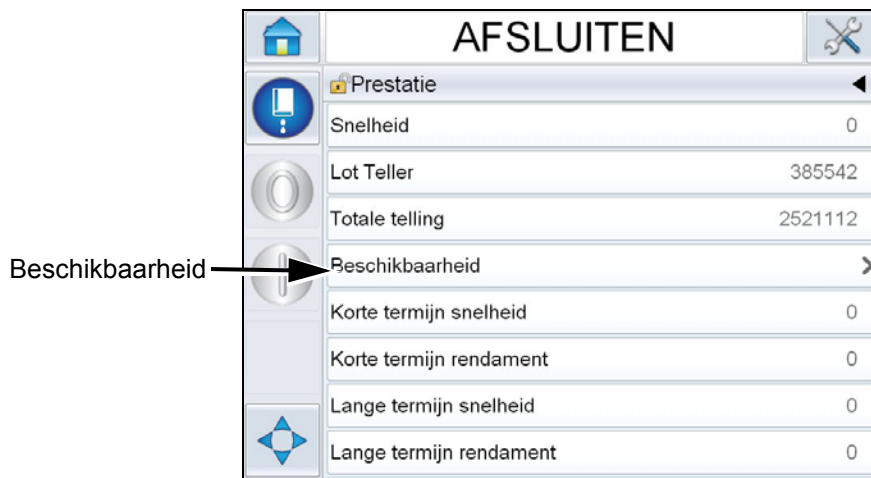 AFSLUITEN
Prestatie
Snelheid 0
Lot Teller 385542
Totale telling 2521112
Beschikbaarheid
Beschikbaarheid
Korte termijn snelheid 0
Korte termijn rendament 0
Lange termijn snelheid 0
Lange termijn rendament 0